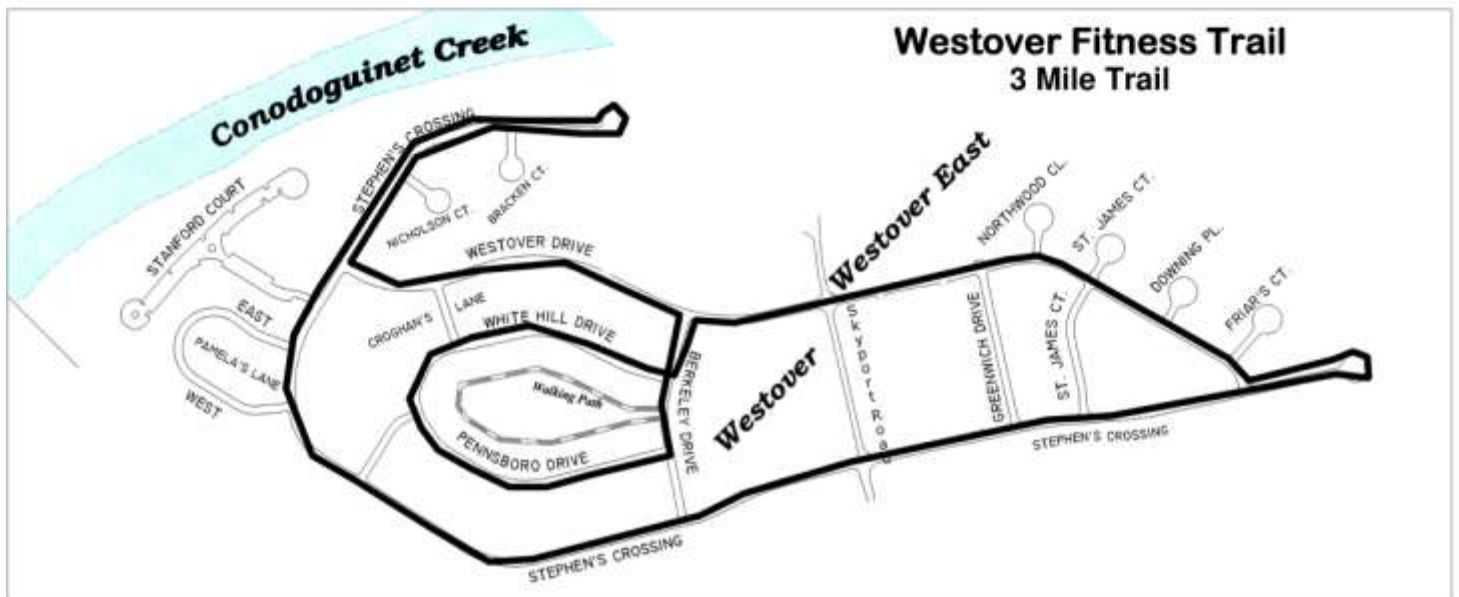 Westover Fitness Trail
3 Mile Trail
Conodoguinet Creek
STEPHEN'S CROSSING
STANFORD COURT
NICHOLSON CT.
BRACKEN CT.
WESTOVER DRIVE
Westover East
NORTHWOOD CL.
ST. JAMES CT.
DOWNING PL.
FRIAR'S CT.
EAST
PAMELA'S LANE
WEST
CROGHAN'S
LANE
WHITE HILL DRIVE
Walking Path
PENNSBORO DRIVE
BERKELEY DRIVE
Westover
Skyport Road
GREENWICH DRIVE
ST. JAMES CT.
STEPHEN'S CROSSING
STEPHEN'S CROSSING